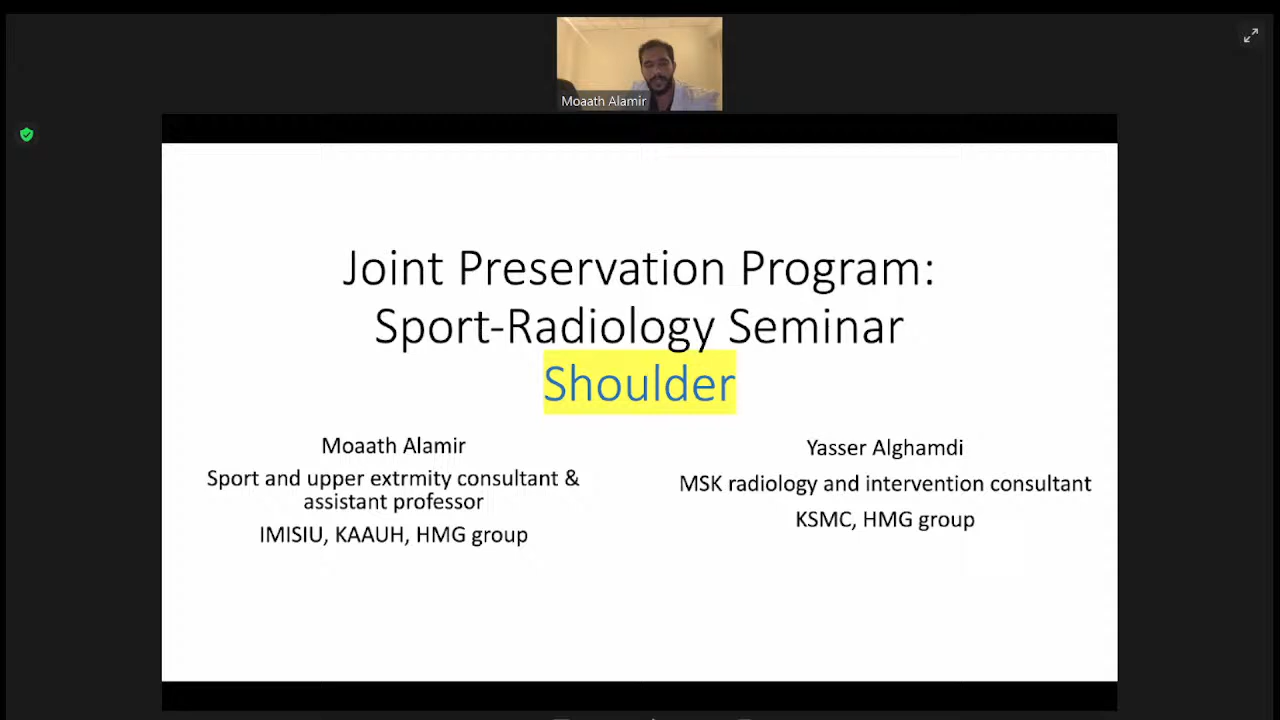 Moaath Alamir
Joint Preservation Program:
Sport-Radiology Seminar
Shoulder
Moaath Alamir
Sport and upper extrmity consultant &
assistant professor
IMISIU, KAAUH, HMG group
Yasser Alghamdi
MSK radiology and intervention consultant
KSMC, HMG group